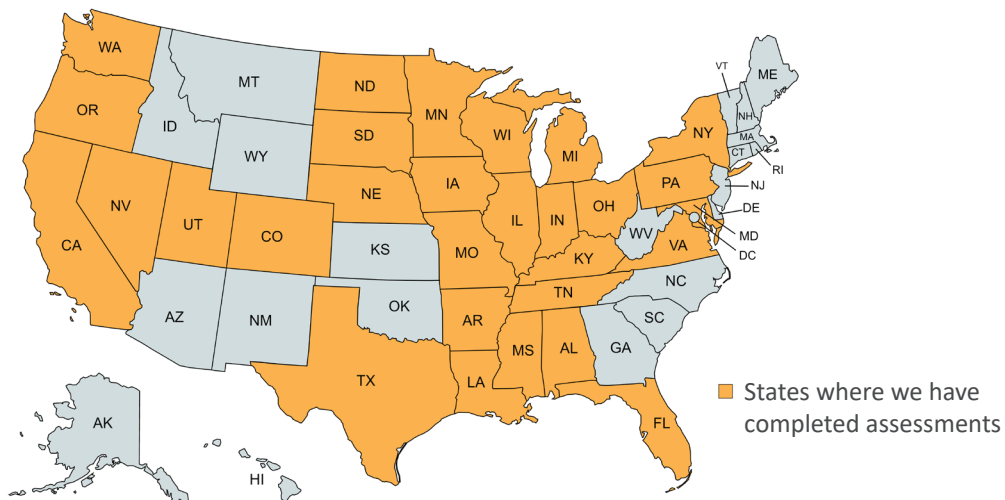 WA
MT
ND
MN
OR
ID
SD
WI
MI
NY
VT
ME
NH
MA
CT
RI
WY
NE
IA
PA
NJ
NV
UT
CO
IL
IN
OH
DE
CA
KS
MO
WV
VA
MD
DC
KY
AZ
NM
OK
AR
TN
NC
SC
MS
AL
GA
TX
LA
FL
AK
HI
States where we have
completed assessments